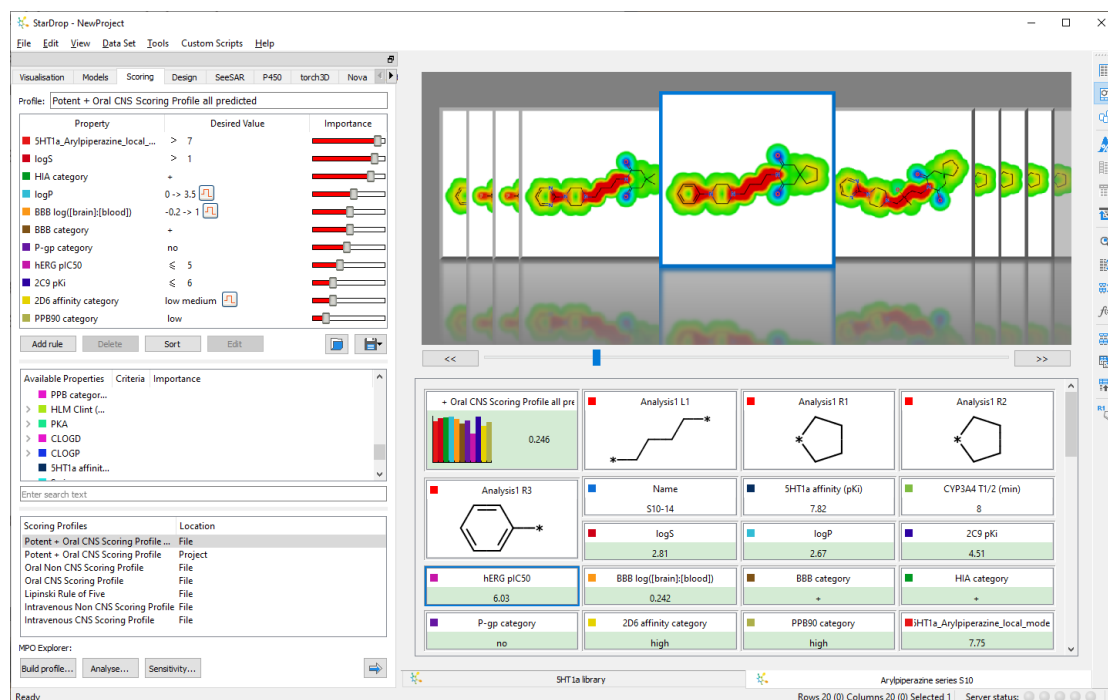 StarDrop - NewProject
File Edit View Data Set Tools Custom Scripts Help
Visualisation Models Scoring Design SeeSAR P450 torch3D Nova
Profile: Potent + Oral CNS Scoring Profile all predicted
Property Desired Value Importance
5HT1a_Arylpiperazine_local_... > 7
logS > 1
HIA category +
logP 0 -> 3.5
BBB log([brain]:[blood]) -0.2 -> 1
BBB category +
P-gp category no
hERG pIC50 ≤ 5
2C9 pKi ≤ 6
2D6 affinity category low medium
PPB90 category low
Add rule Delete Sort Edit
Available Properties Criteria Importance
PPB categor...
HLM Clint (...
PKA
CLOGD
CLOGP
5HT1a affinit...
Enter search text
Scoring Profiles Location
Potent + Oral CNS Scoring Profile ... File
Potent + Oral CNS Scoring Profile Project
Oral Non CNS Scoring Profile File
Oral CNS Scoring Profile File
Lipinski Rule of Five File
Intravenous Non CNS Scoring Profile File
Intravenous CNS Scoring Profile File
MPO Explorer:
Build profile... Analyse... Sensitivity...
Ready
<< >>
+ Oral CNS Scoring Profile all pre
0.246
Analysis1 L1
Analysis1 R1
Analysis1 R2
Analysis1 R3
Name 5HT1a affinity (pKi) CYP3A4 T1/2 (min)
S10-14 7.82 8
logS logP 2C9 pKi
2.81 2.67 4.51
hERG pIC50 BBB log([brain]:[blood]) BBB category HIA category
6.03 0.242 + +
P-gp category 2D6 affinity category PPB90 category 5HT1a_Arylpiperazine_local_mode
no high high 7.75
5HT1a library Arylpiperazine series S10
Rows 20 (0) Columns 20 (0) Selected 1 Server status: